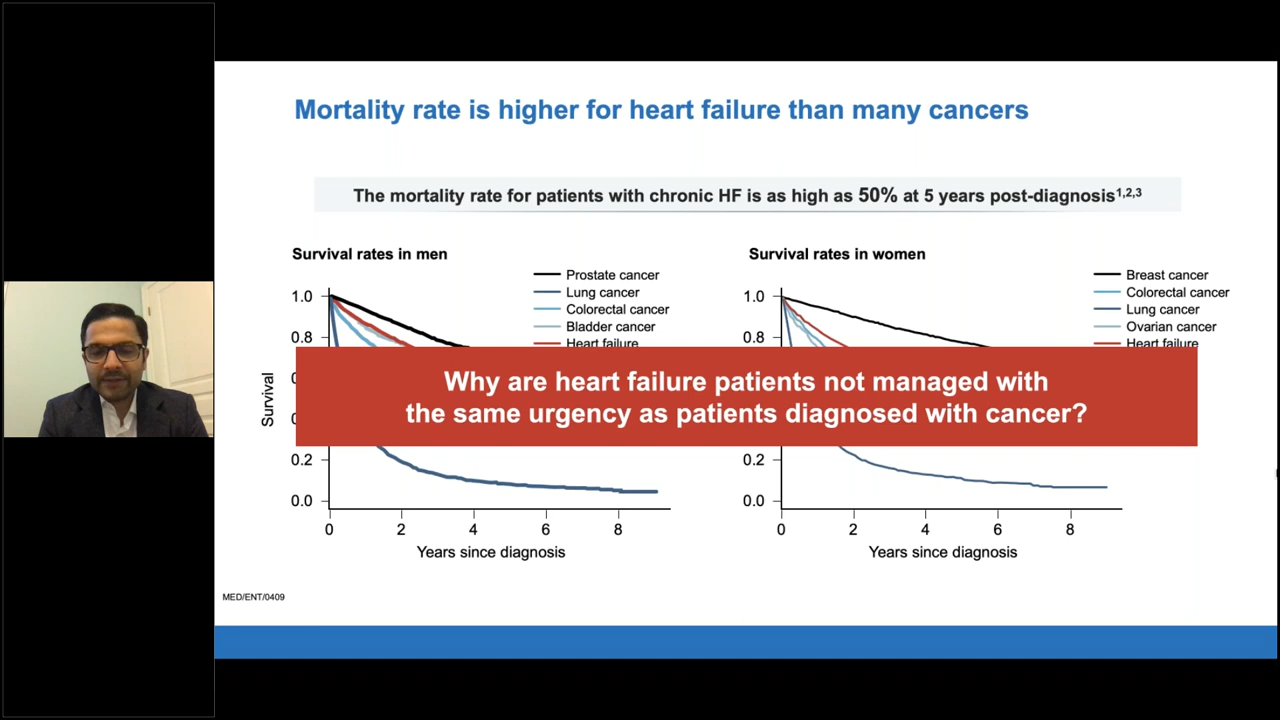 Mortality rate is higher for heart failure than many cancers
The mortality rate for patients with chronic HF is as high as 50% at 5 years post-diagnosis1,2,3
Survival rates in men
Prostate cancer
Lung cancer
Colorectal cancer
Bladder cancer
Heart failure
1.0
0.8
0.2
0.0
Survival
0 2 4 6 8
Years since diagnosis
Survival rates in women
Breast cancer
Colorectal cancer
Lung cancer
Ovarian cancer
Heart failure
1.0
0.8
0.2
0.0
0 2 4 6 8
Years since diagnosis
Why are heart failure patients not managed with
the same urgency as patients diagnosed with cancer?
MED/ENT/0409